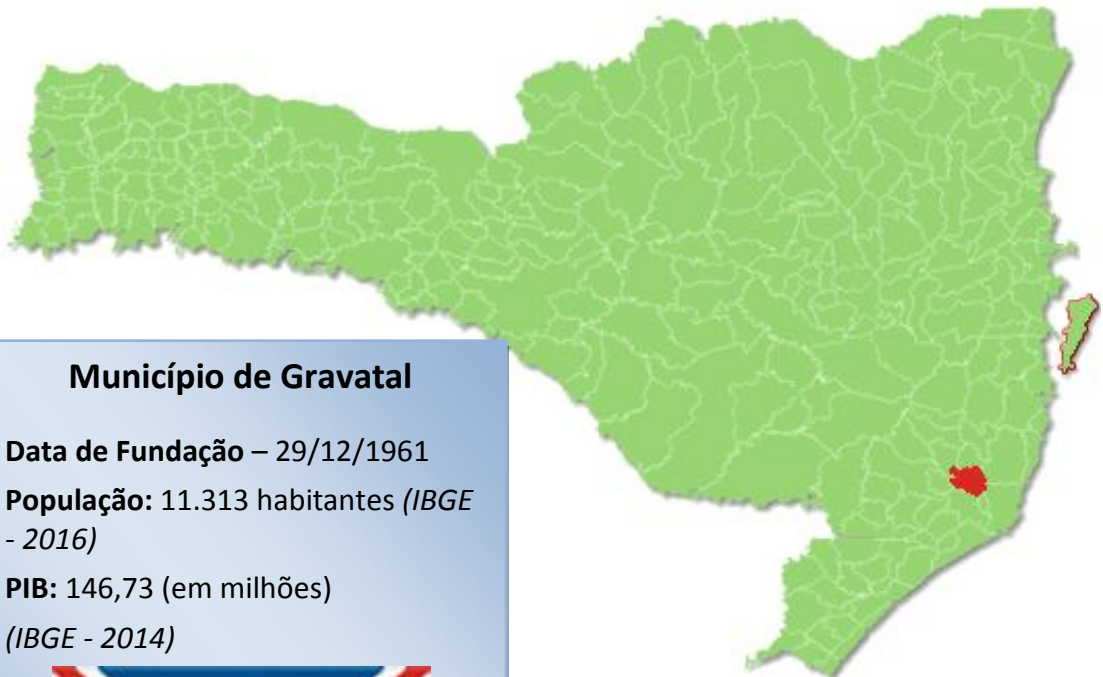 Município de Gravatal
Data de Fundação – 29/12/1961
População: 11.313 habitantes (IBGE
- 2016)
PIB: 146,73 (em milhões)
(IBGE - 2014)